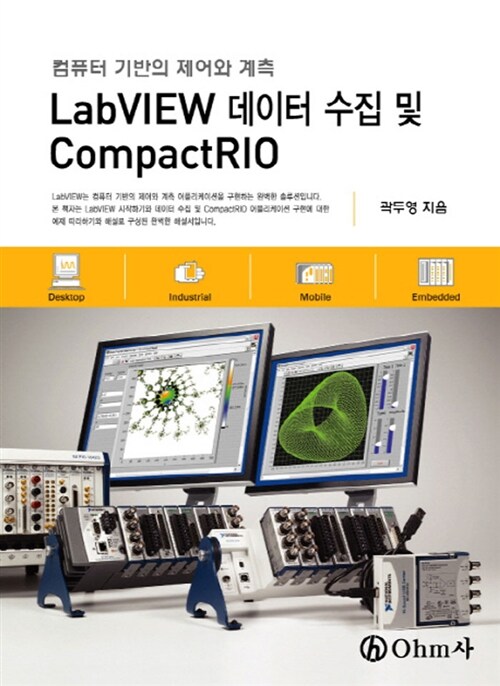 컴퓨터 기반의 제어와 계측
LabVIEW 데이터 수집 및
CompactRIO
LabVIEW는 컴퓨터 기반의 제어와 계측 어플리케이션을 구현하는 완벽한 솔루션입니다.
본 책자는 LabVIEW 시작하기와 데이터 수집 및 CompactRIO 어플리케이션 구현에 대한
예제 따라하기와 해설로 구성된 완벽한 해설서입니다.
곽두영 지음
Desktop
Industrial
Mobile
Embedded
Ohm사